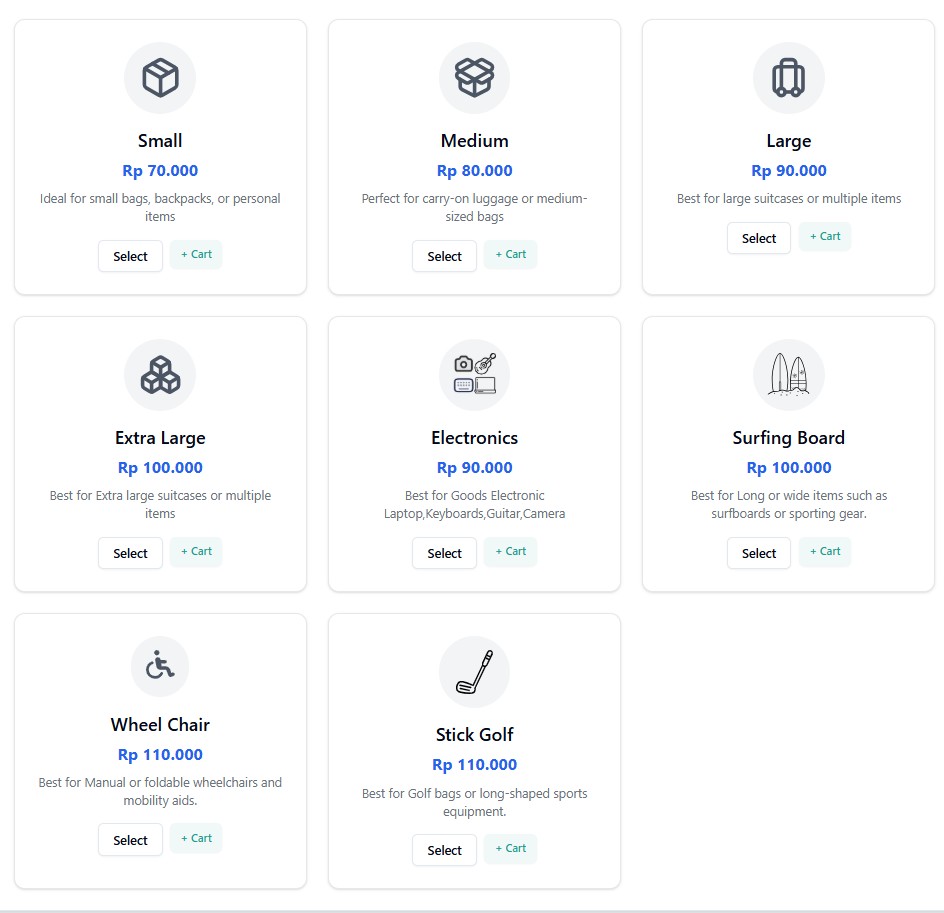 Small
Rp 70.000
Ideal for small bags, backpacks, or personal
items
Select
+ Cart
Medium
Rp 80.000
Perfect for carry-on luggage or medium-
sized bags
Select
+ Cart
Large
Rp 90.000
Best for large suitcases or multiple items
Select
+ Cart
Extra Large
Rp 100.000
Best for Extra large suitcases or multiple
items
Select
+ Cart
Electronics
Rp 90.000
Best for Goods Electronic
Laptop,Keyboards,Guitar,Camera
Select
+ Cart
Surfing Board
Rp 100.000
Best for Long or wide items such as
surfboards or sporting gear.
Select
+ Cart
Wheel Chair
Rp 110.000
Best for Manual or foldable wheelchairs and
mobility aids.
Select
+ Cart
Stick Golf
Rp 110.000
Best for Golf bags or long-shaped sports
equipment.
Select
+ Cart